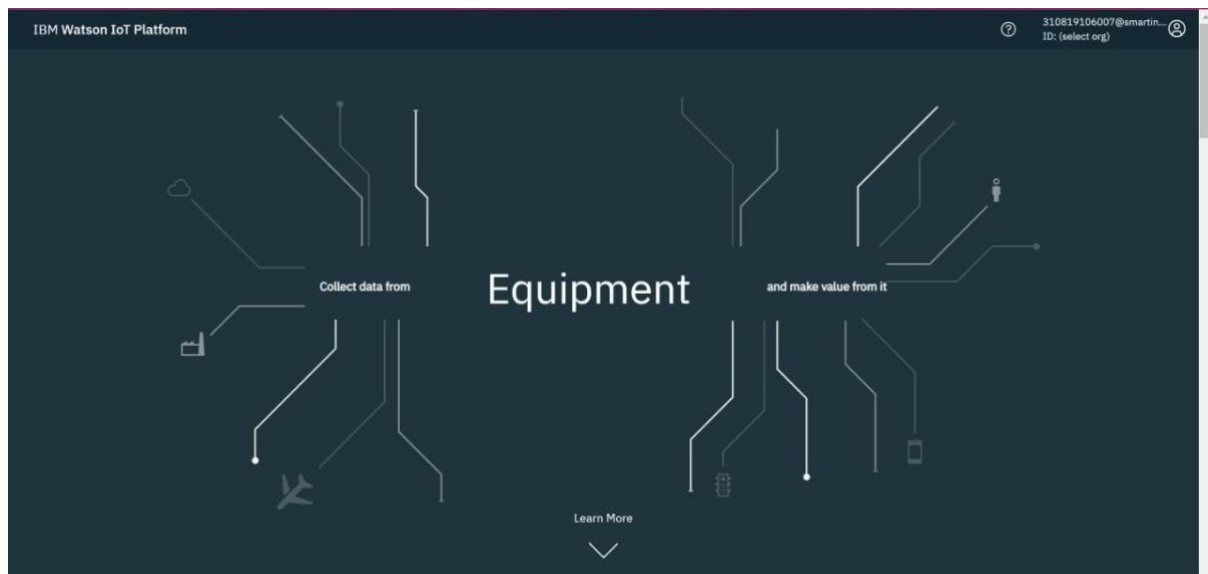 IBM Watson IoT Platform
310819106007@smartin...
ID: (select org)
Collect data from
Equipment
and make value from it
Learn More